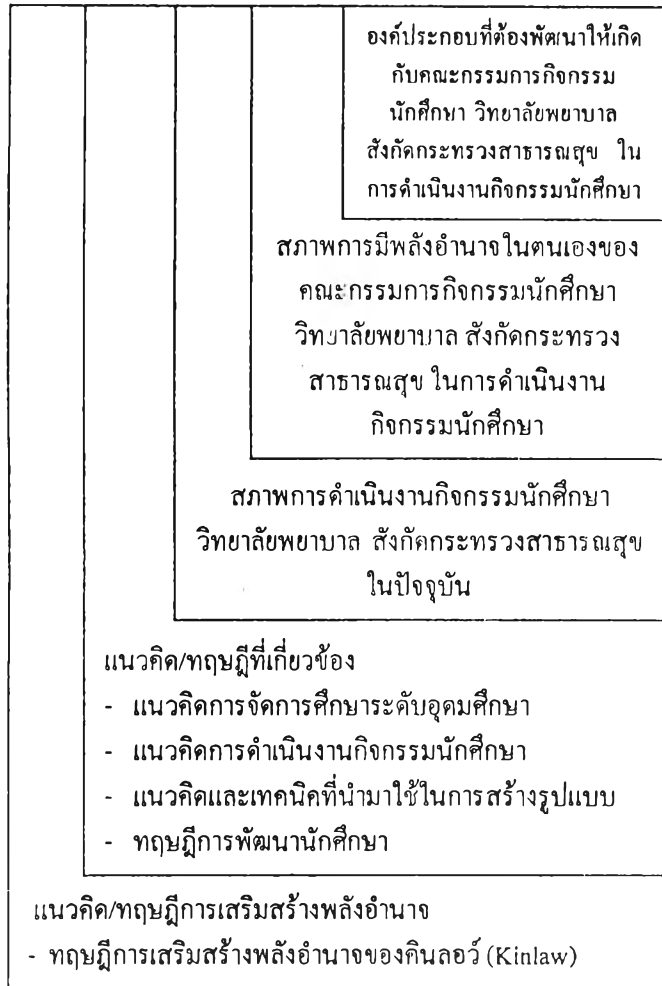 องค์ประกอบที่ต้องพัฒนาให้เกิด
กับคณะกรรมการกิจกรรม
นักศึกษา วิทยาลัยพยาบาล
สังกัดกระทรวงสาธารณสุข ใน
การดำเนินงานกิจกรรมนักศึกษา
สภาพการมีพลังอำนาจในตนเองของ
คณะกรรมการกิจกรรมนักศึกษา
วิทยาลัยพยาบาล สังกัดกระทรวง
สาธารณสุข ในการดำเนินงาน
กิจกรรมนักศึกษา
สภาพการดำเนินงานกิจกรรมนักศึกษา
วิทยาลัยพยาบาล สังกัดกระทรวงสาธารณสุข
ในปัจจุบัน
แนวคิด/ทฤษฎีที่เกี่ยวข้อง
- แนวคิดการจัดการศึกษาระดับอุดมศึกษา
- แนวคิดการดำเนินงานกิจกรรมนักศึกษา
- แนวคิดและเทคนิคที่นำมาใช้ในการสร้างรูปแบบ
- ทฤษฎีการพัฒนานักศึกษา
แนวคิด/ทฤษฎีการเสริมสร้างพลังอำนาจ
- ทฤษฎีการเสริมสร้างพลังอำนาจของคินลอว์ (Kinlaw)